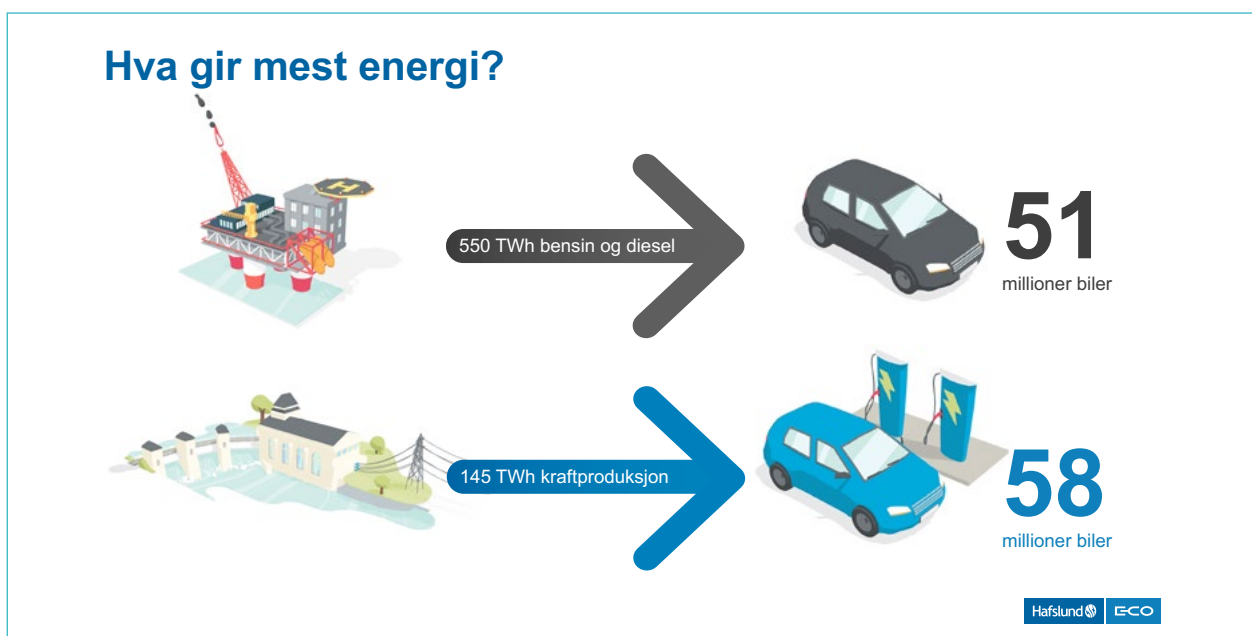 Hva gir mest energi?
H
550 TWh bensin og diesel
51
millioner biler
145 TWh kraftproduksjon
58
millioner biler
Hafslund E-CO